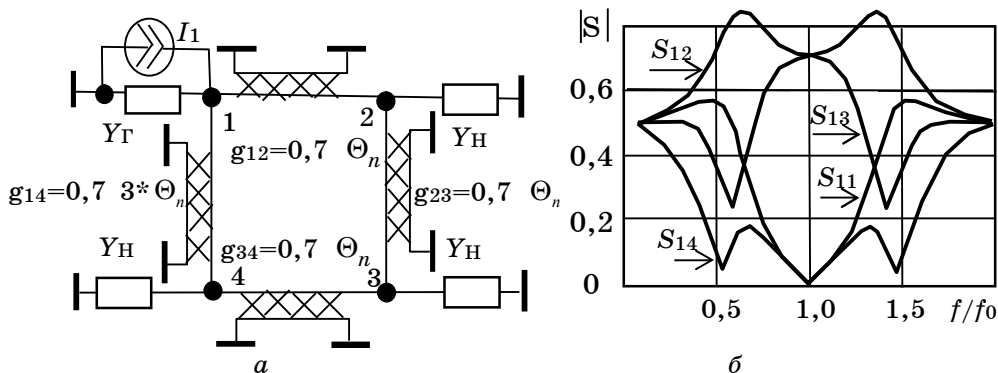 I1
YГ
1
2
YН
g12=0,7 Θn
g14=0,7 3*Θn
g23=0,7 Θn
YН
g34=0,7 Θn
YН
4
3
а
|S|
0,6
0,4
0,2
0
S12
S13
S11
S14
0,5
1,0
1,5
f/f0
б